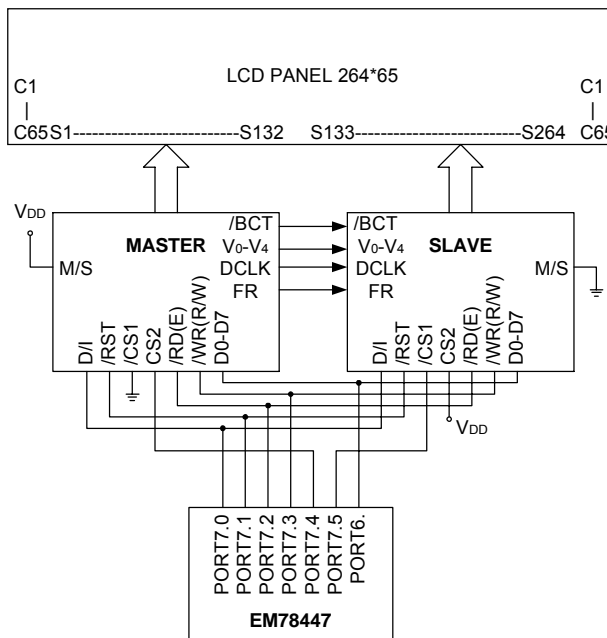 LCD PANEL 264*65
C1
|
C65
S1--------------------------S132
S133--------------------------S264
C1
|
C65
VDD
M/S
MASTER
/BCT
V0-V4
DCLK
FR
D/I
/RST
/CS1
CS2
/RD(E)
/WR(R/W)
D0-D7
/BCT
V0-V4
DCLK
FR
SLAVE
M/S
D/I
/RST
/CS1
CS2
/RD(E)
/WR(R/W)
D0-D7
VDD
PORT7.0
PORT7.1
PORT7.2
PORT7.3
PORT7.4
PORT7.5
PORT6.
EM78447